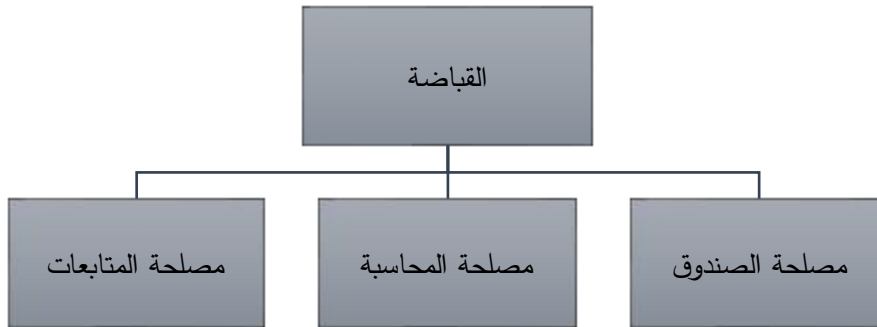 القباضة
مصلحة الصندوق
مصلحة المحاسبة
مصلحة المتابعات